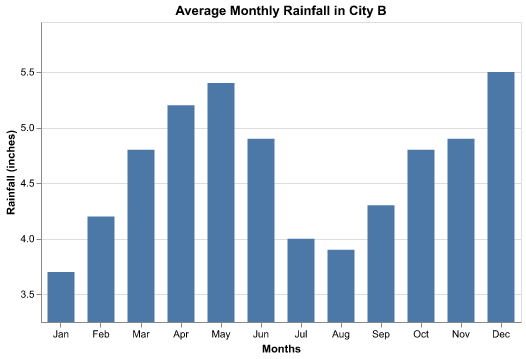 Average Monthly Rainfall in City B
Rainfall (inches)
5.5
5.0
4.5
4.0
3.5
Jan Feb Mar Apr May Jun Jul Aug Sep Oct Nov Dec
Months